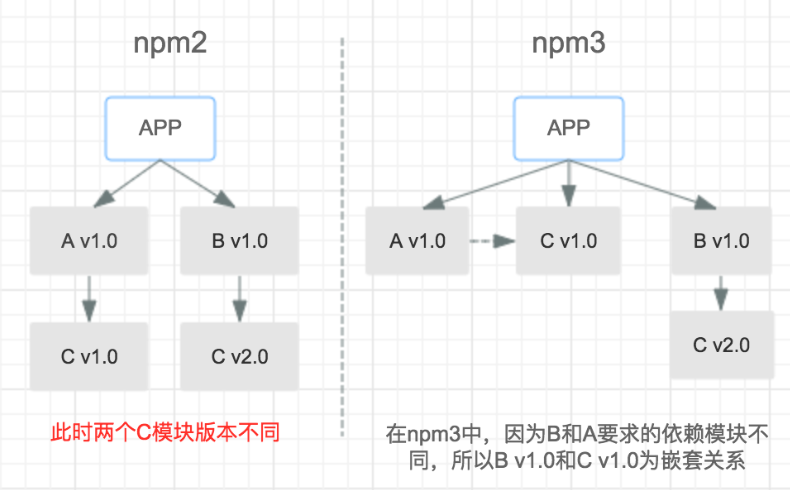 npm2
npm3
APP
APP
A v1.0
B v1.0
A v1.0
C v1.0
B v1.0
C v1.0
C v2.0
C v2.0
此时两个C模块版本不同
在npm3中，因为B和A要求的依赖模块不
同，所以B v1.0和C v1.0为嵌套关系